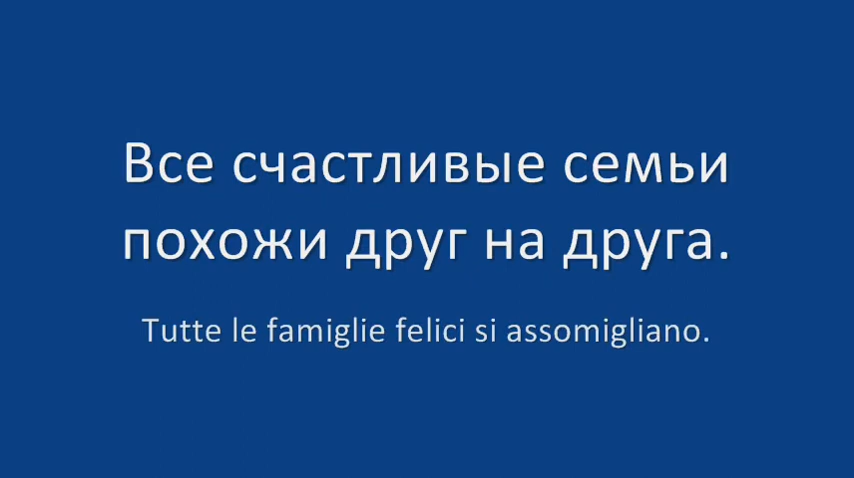 Все счастливые семьи
похожи друг на друга.
Tutte le famiglie felici si assomigliano.